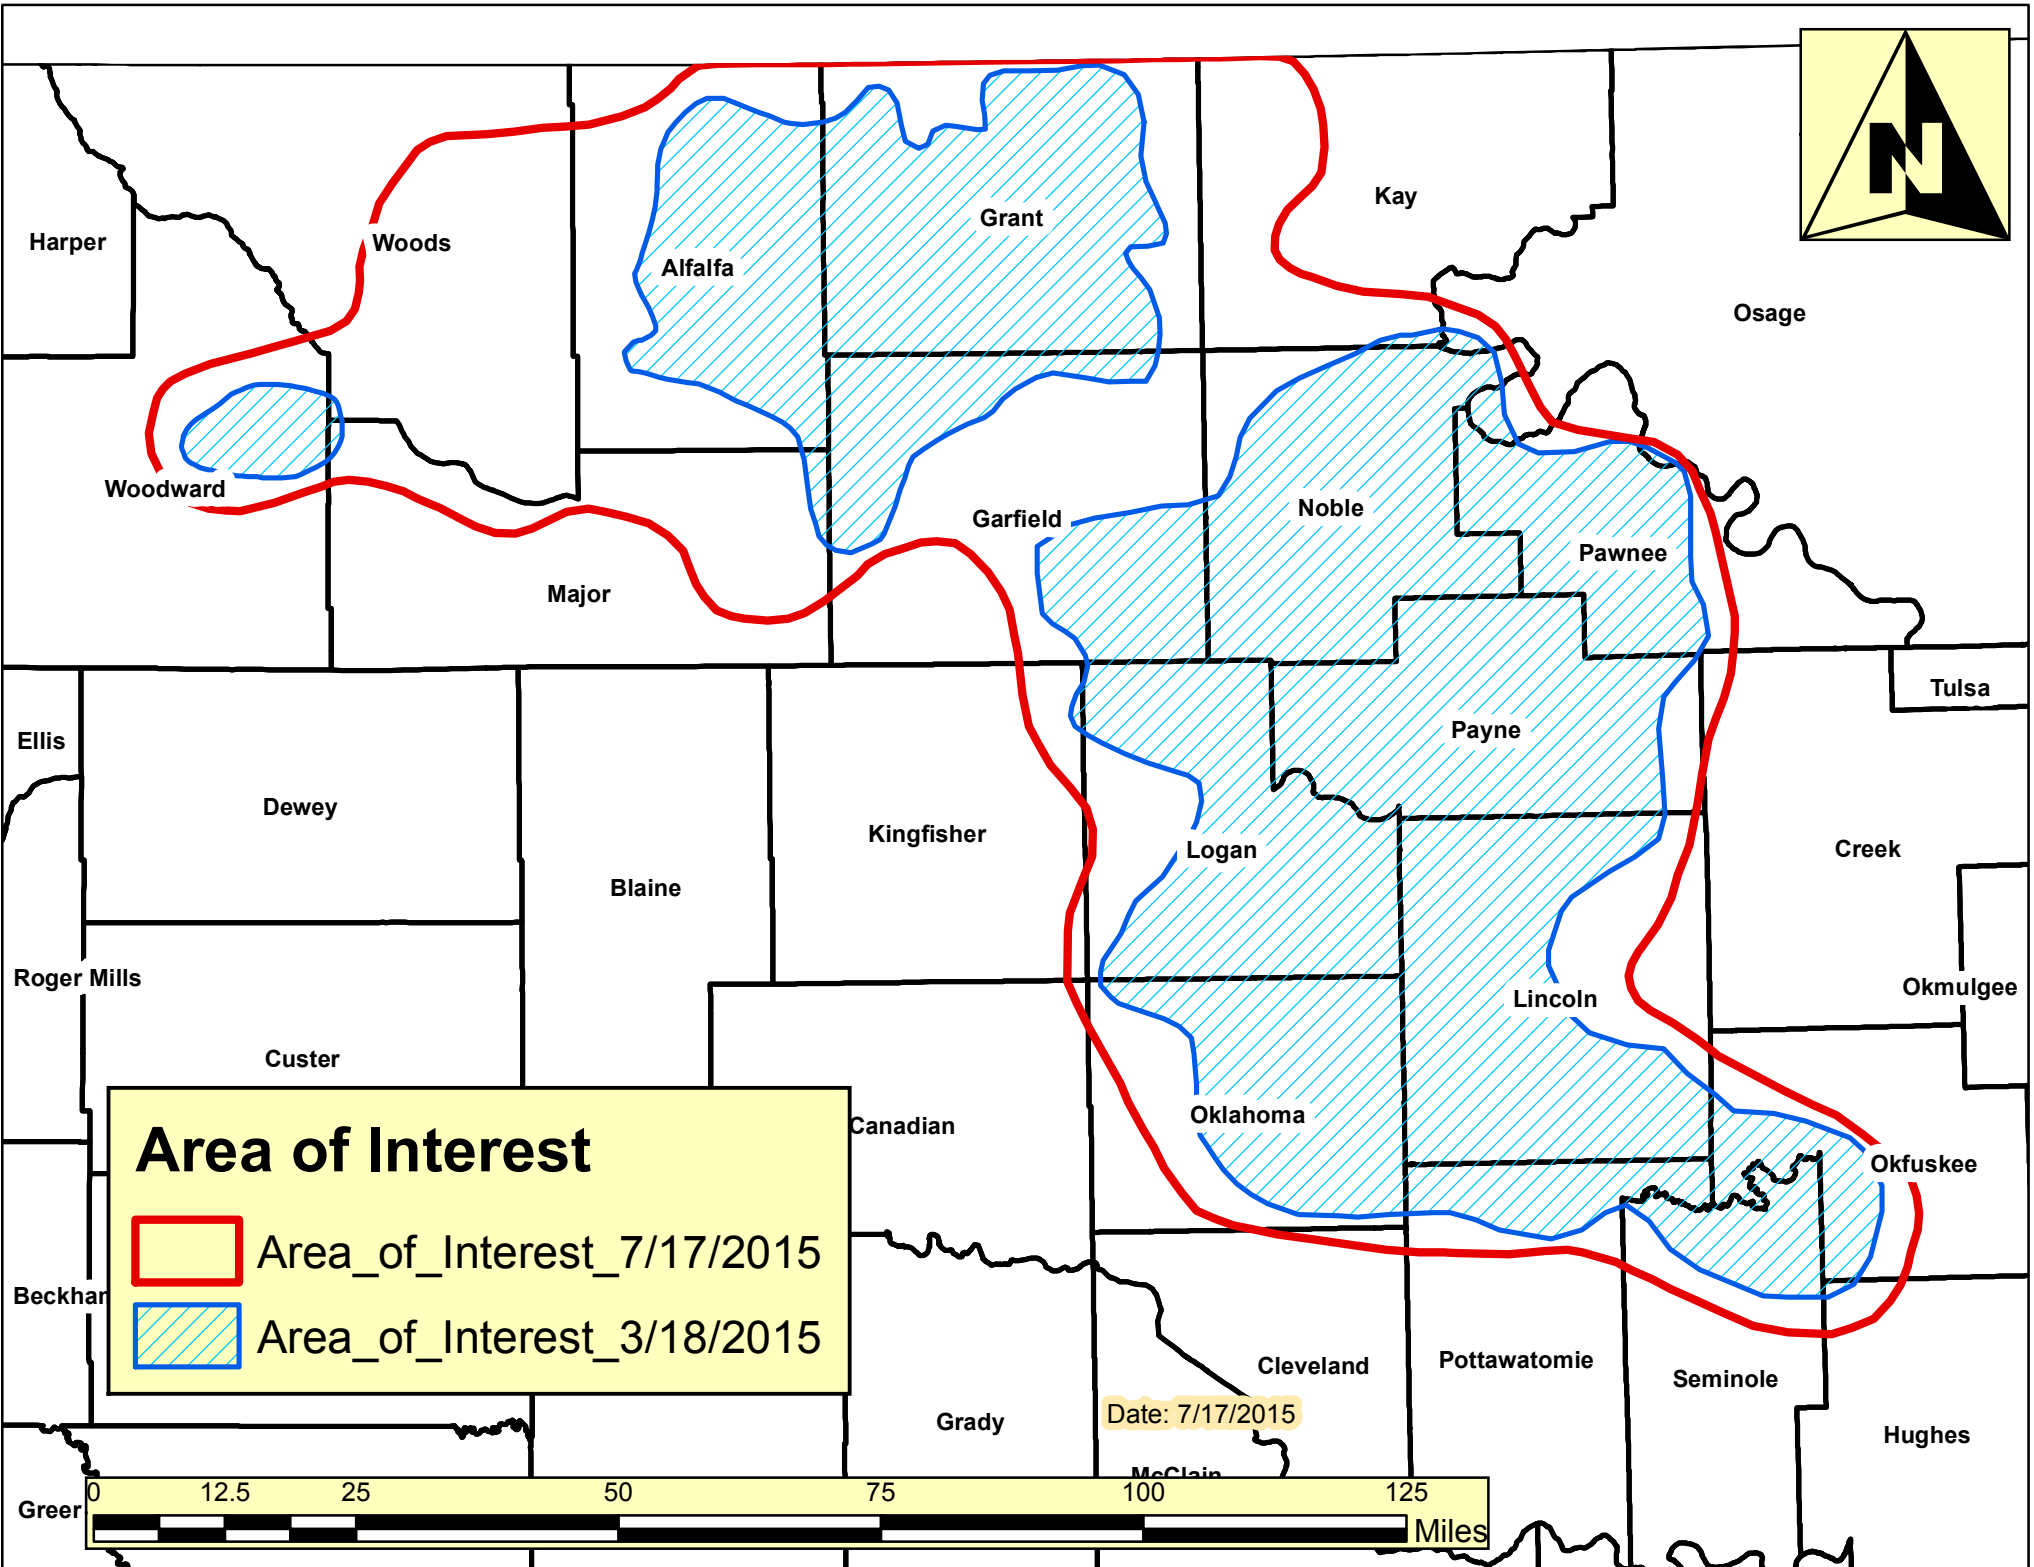 N
Kay
Grant
Harper
Woods
Alfalfa
Osage
Woodward
Noble
Garfield
Pawnee
Major
Tulsa
Payne
Ellis
Dewey
Kingfisher
Logan
Creek
Blaine
Roger Mills
Okmulgee
Lincoln
Custer
Oklahoma
Canadian
Okfuskee
Area of Interest
Area_of_Interest_7/17/2015
Area_of_Interest_3/18/2015
Beckhar
Cleveland
Pottawatomie
Seminole
Date: 7/17/2015
Grady
Hughes
McClain
Greer
0 12.5 25 50 75 100 125
Miles